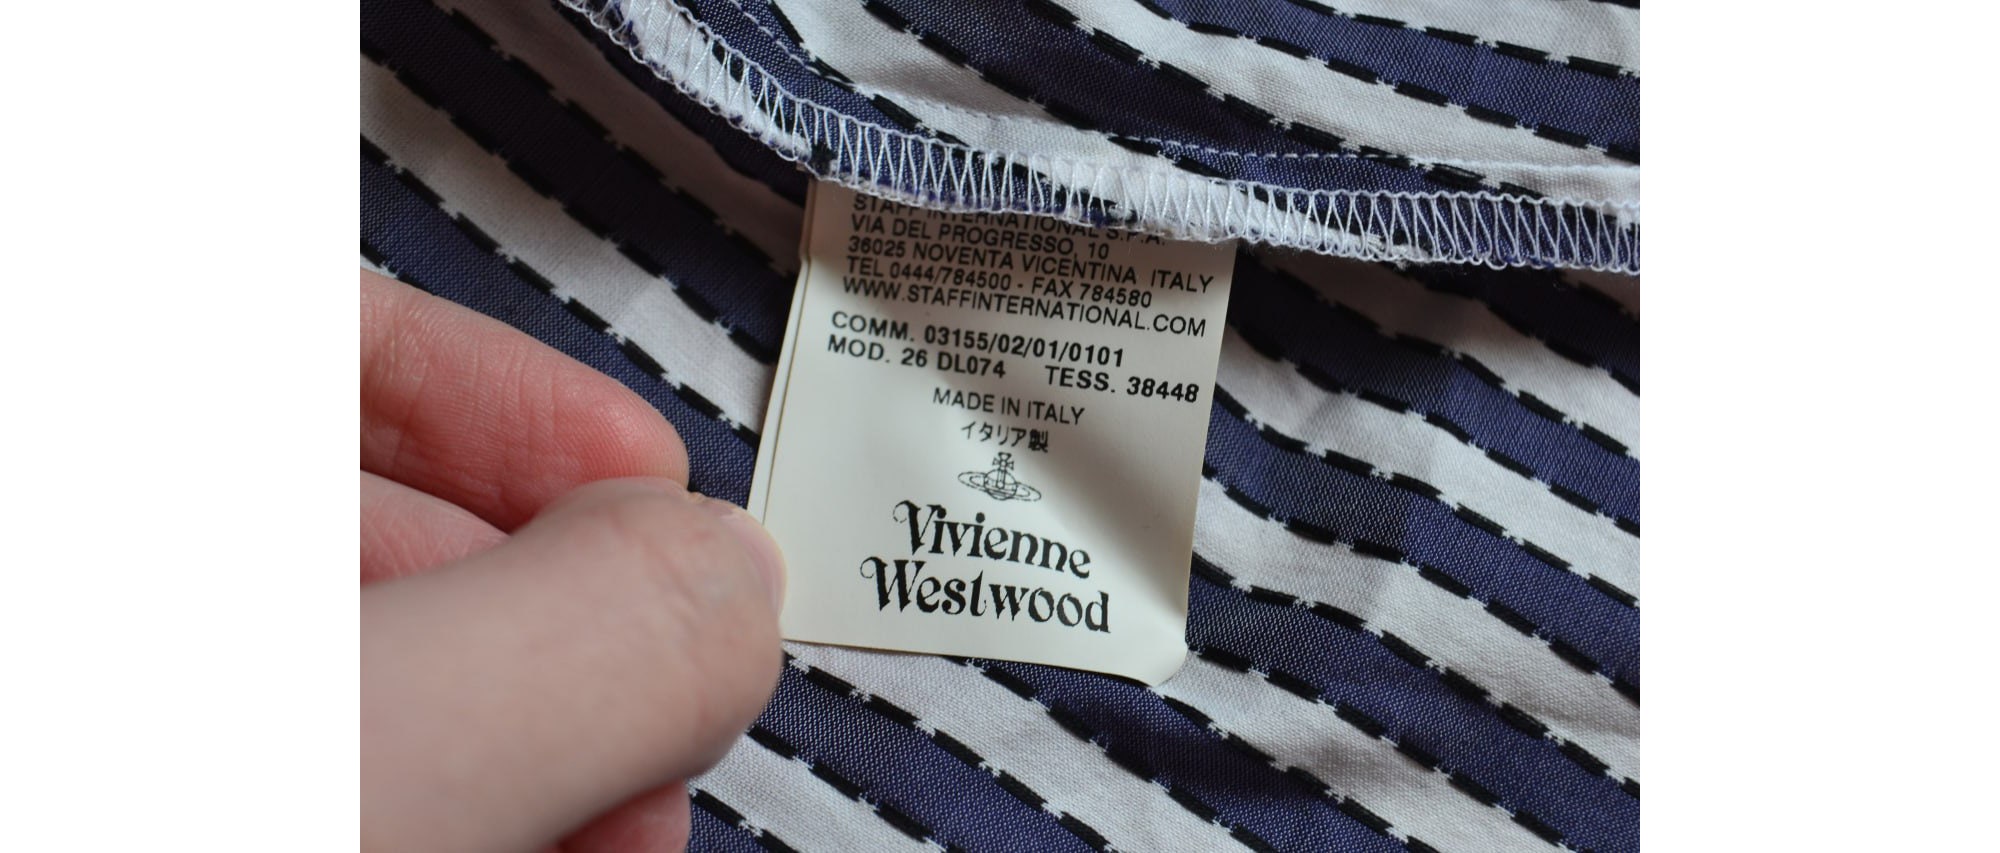 STAFF INTERNATIONAL S.P.A.
VIA DEL PROGRESSO, 10
36025 NOVENTA VICENTINA ITALY
TEL 0444/784500 - FAX 784580
WWW.STAFFINTERNATIONAL.COM
COMM. 03155/02/01/0101
MOD. 26 DL074 TESS. 38448
MADE IN ITALY
イタリア製
Vivienne
Westwood